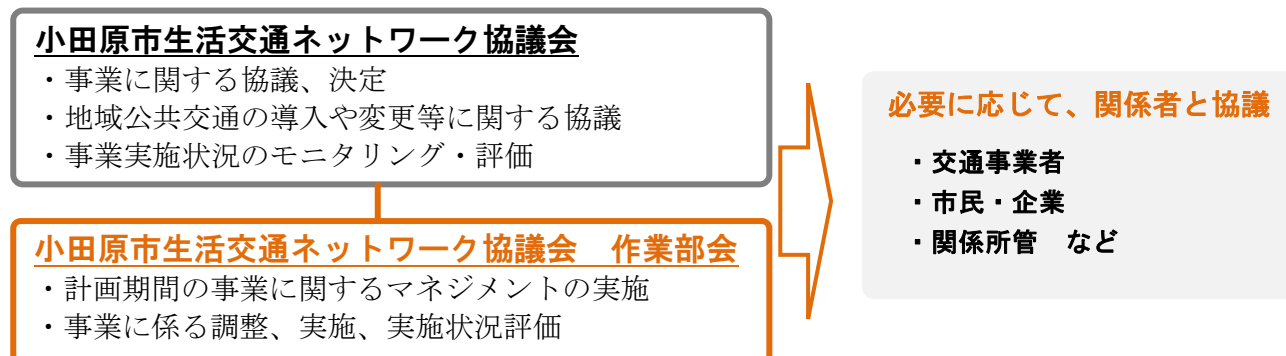 小田原市生活交通ネットワーク協議会
・事業に関する協議、決定
・地域公共交通の導入や変更等に関する協議
・事業実施状況のモニタリング・評価
小田原市生活交通ネットワーク協議会　作業部会
・計画期間の事業に関するマネジメントの実施
・事業に係る調整、実施、実施状況評価
必要に応じて、関係者と協議
・交通事業者
・市民・企業
・関係所管　など